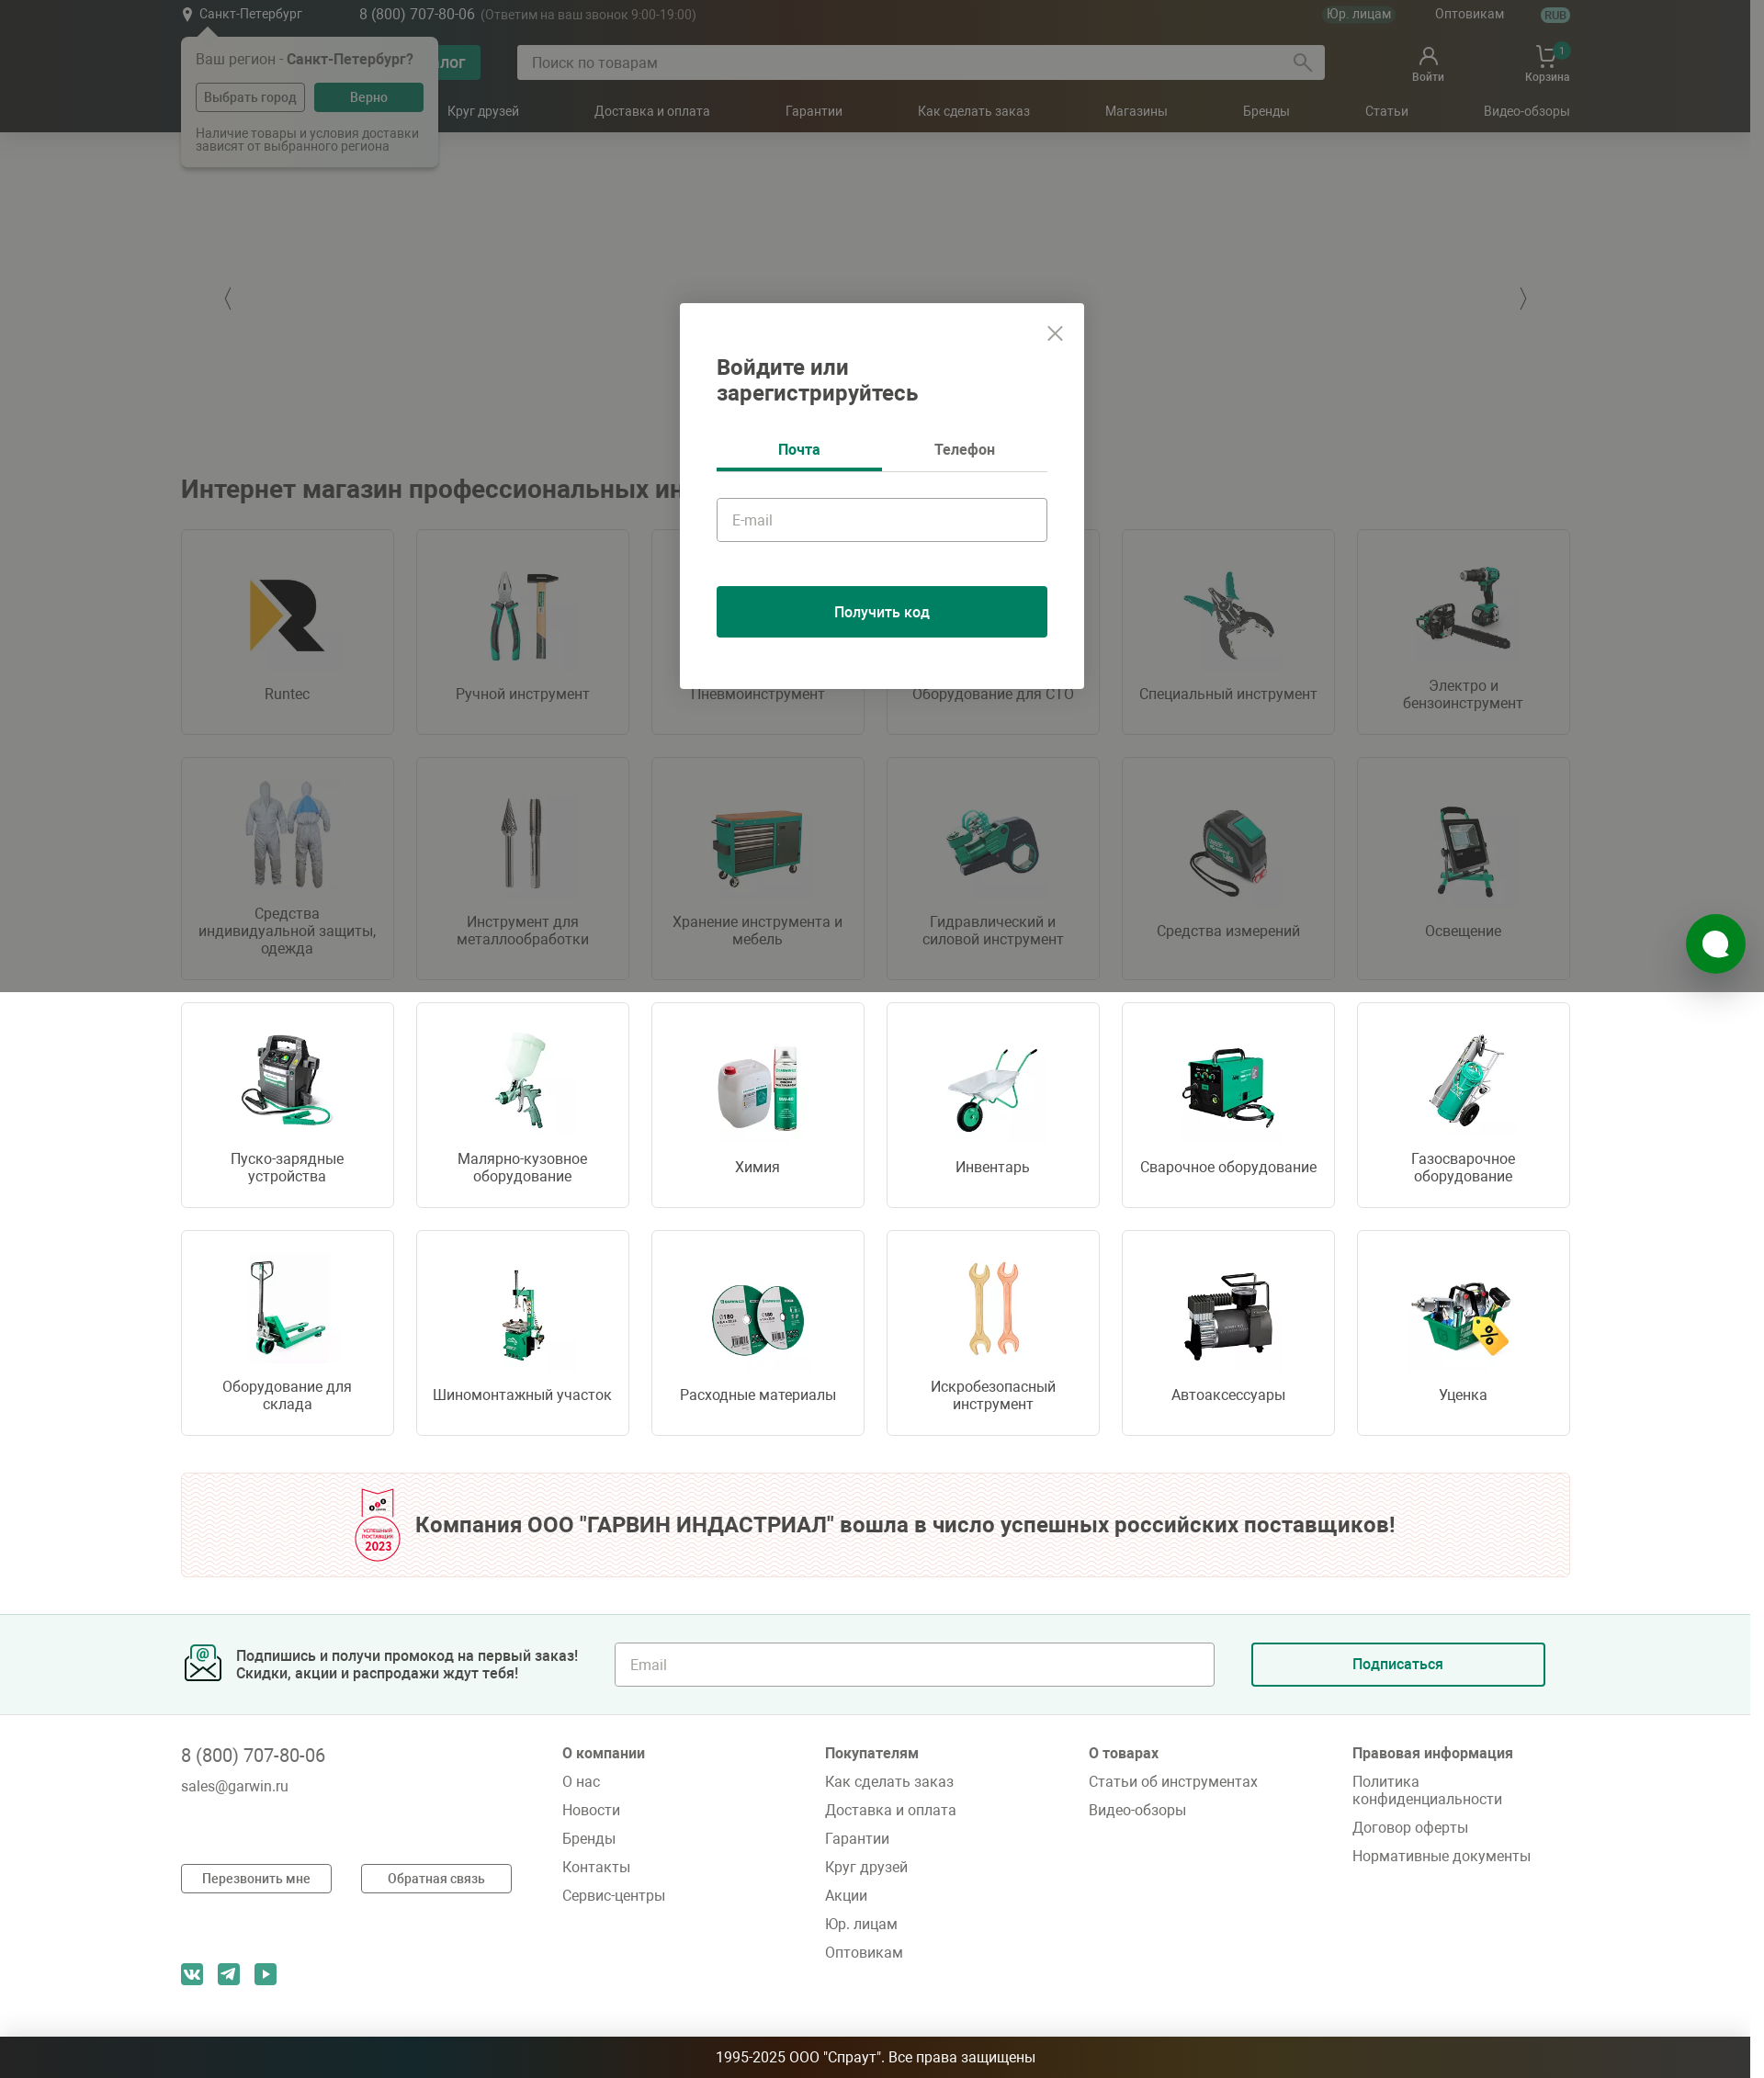 Санкт-Петербург
8 (800) 707-80-06 (Ответим на ваш звонок 9:00-19:00)
Юр. лицам
Оптовикам
RUB
Ваш регион - Санкт-Петербург?
Выбрать город
Верно
Наличие товары и условия доставки
зависят от выбранного региона
Поиск по товарам
Войти
1
Корзина
Круг друзей
Доставка и оплата
Гарантии
Как сделать заказ
Магазины
Бренды
Статьи
Видео-обзоры
Войдите или
зарегистрируйтесь
Почта
Телефон
E-mail
Получить код
Интернет магазин профессиональных
Runtec
Ручной инструмент
Пневмоинструмент
Оборудование для СТО
Специальный инструмент
Электро и
бензоинструмент
Средства
индивидуальной защиты,
одежда
Инструмент для
металлообработки
Хранение инструмента и
мебель
Гидравлический и
силовой инструмент
Средства измерений
Освещение
Пуско-зарядные
устройства
Малярно-кузовное
оборудование
Химия
Инвентарь
Сварочное оборудование
Газосварочное
оборудование
Оборудование для
склада
Шиномонтажный участок
Расходные материалы
Искробезопасный
инструмент
Автоаксессуары
Уценка
УСПЕШНЫЙ
ПОСТАВЩИК
2023
Компания ООО "ГАРВИН ИНДАСТРИАЛ" вошла в число успешных российских поставщиков!
Подпишись и получи промокод на первый заказ!
Скидки, акции и распродажи ждут тебя!
Email
Подписаться
8 (800) 707-80-06
sales@garwin.ru
Перезвонить мне
Обратная связь
О компании
О нас
Новости
Бренды
Контакты
Сервис-центры
Покупателям
Как сделать заказ
Доставка и оплата
Гарантии
Круг друзей
Акции
Юр. лицам
Оптовикам
О товарах
Статьи об инструментах
Видео-обзоры
Правовая информация
Политика
конфиденциальности
Договор оферты
Нормативные документы
1995-2025 ООО "Спраут". Все права защищены